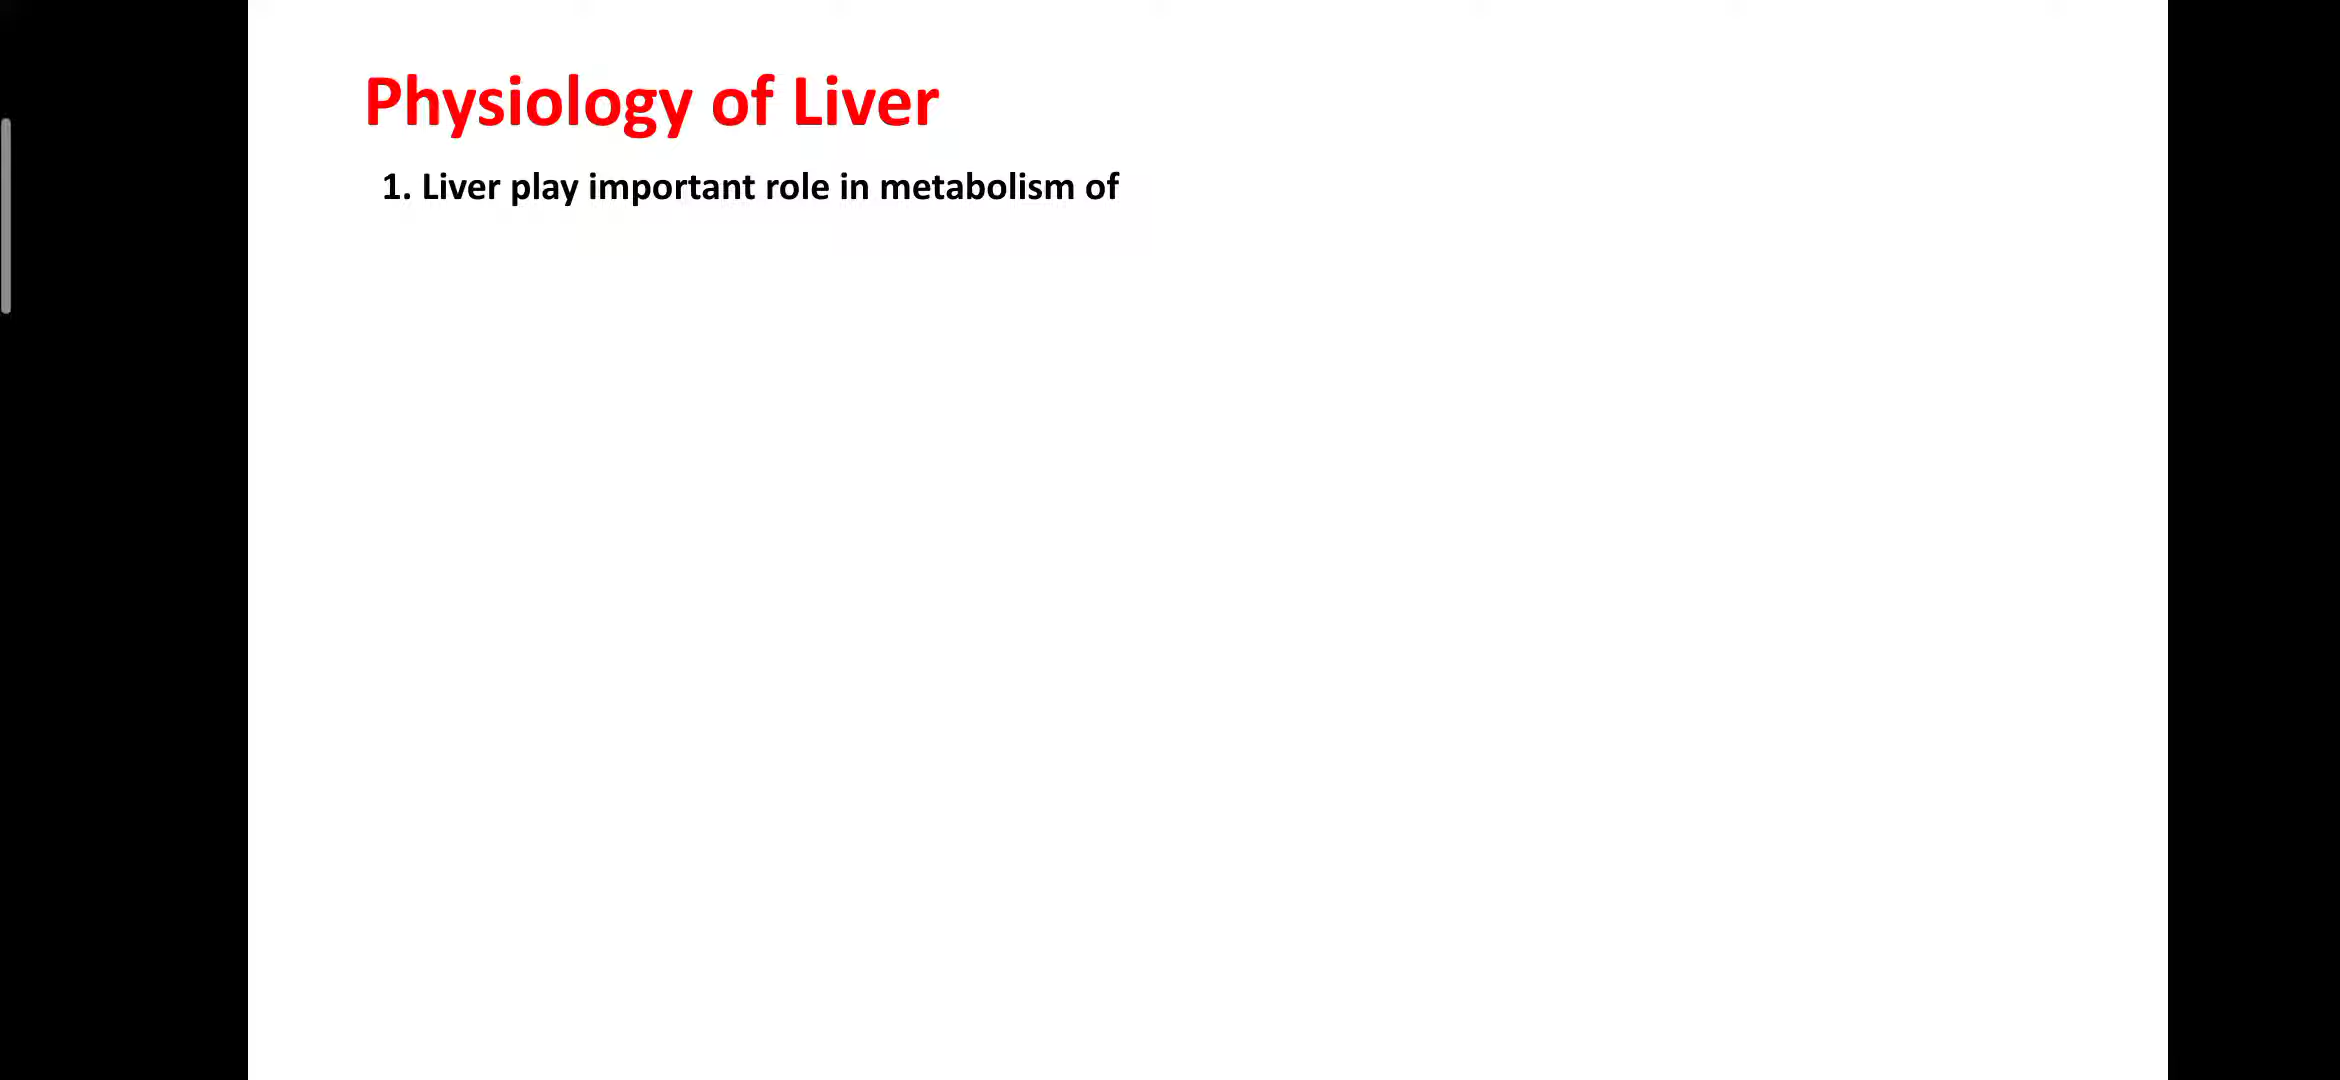 Physiology of Liver
1. Liver play important role in metabolism of